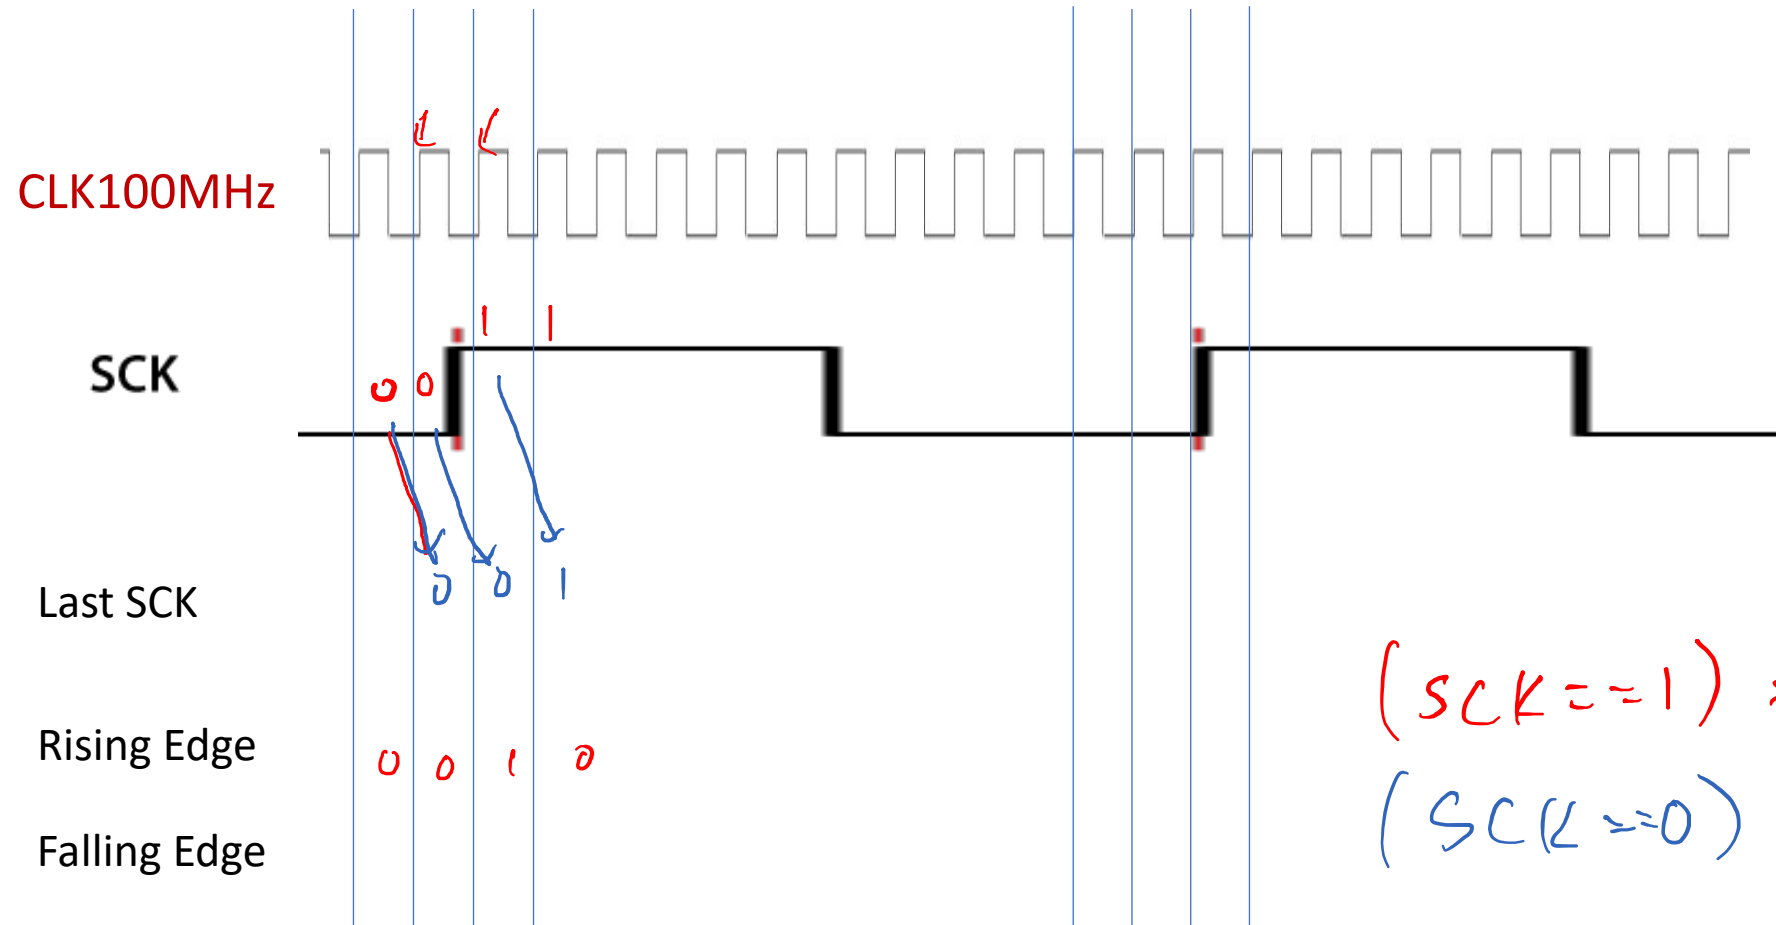 1 1
CLK100MHz
1 1
SCK
0 0
0 0 1
Last SCK
(SCK==1)
Rising Edge
0 0 1 0
(SCK==0)
Falling Edge